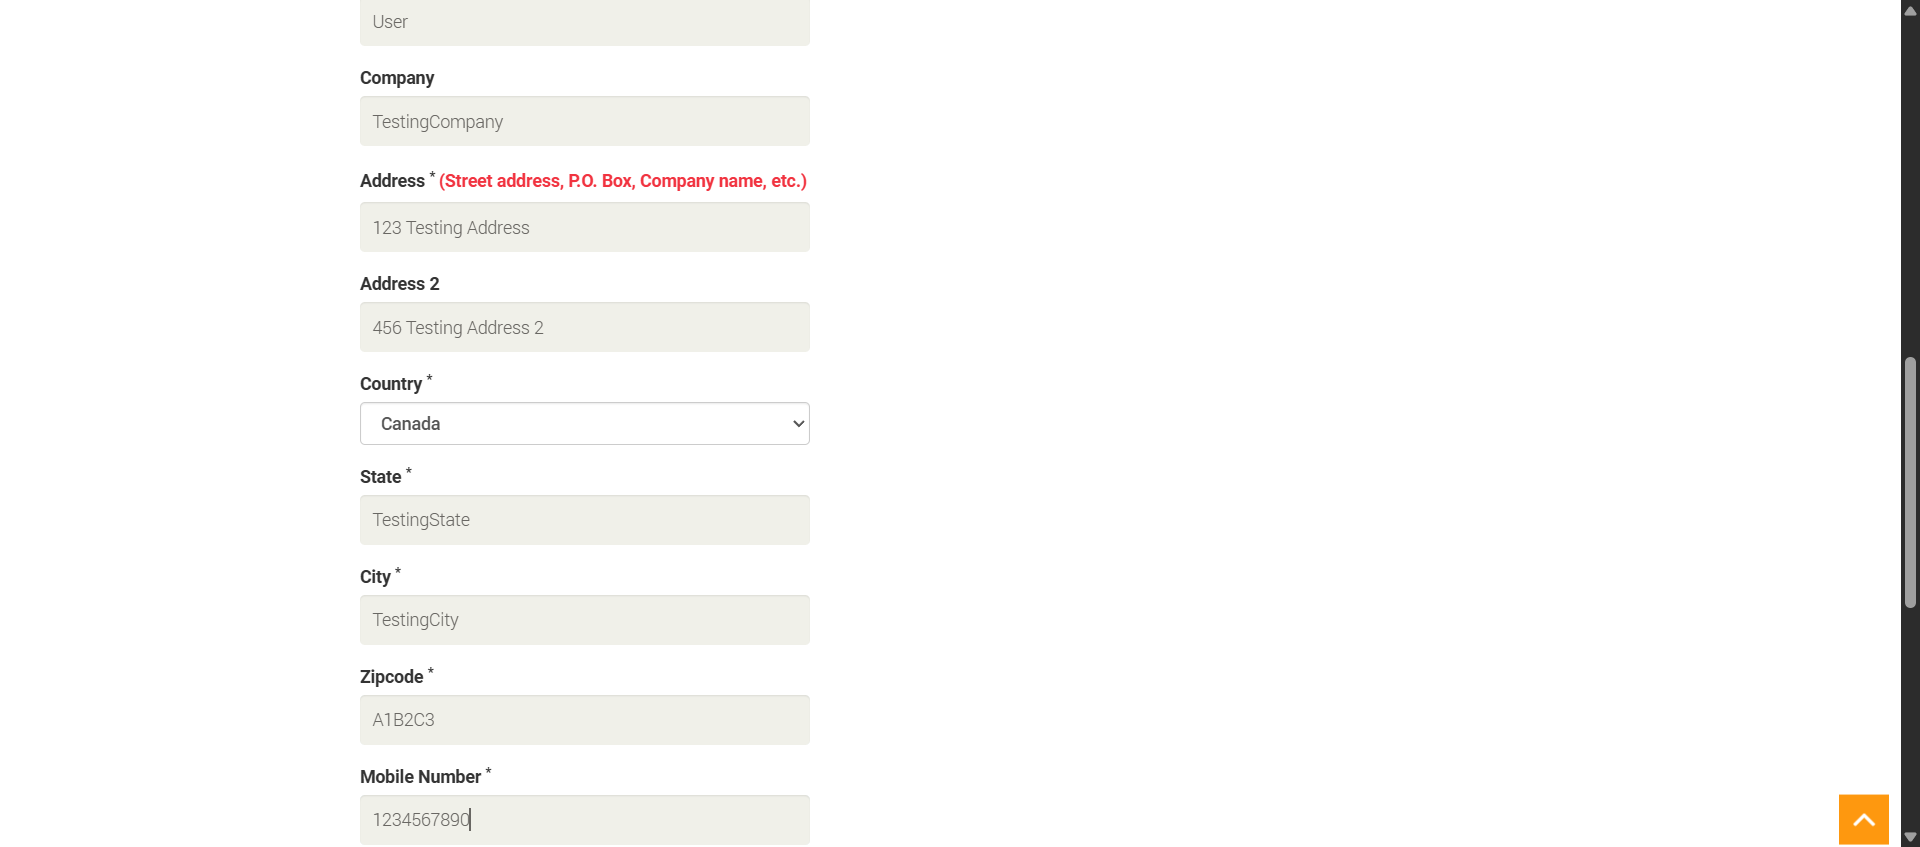 User
Company
TestingCompany
Address * (Street address, P.O. Box, Company name, etc.)
123 Testing Address
Address 2
456 Testing Address 2
Country *
Canada
State *
TestingState
City *
TestingCity
Zipcode *
A1B2C3
Mobile Number *
1234567890